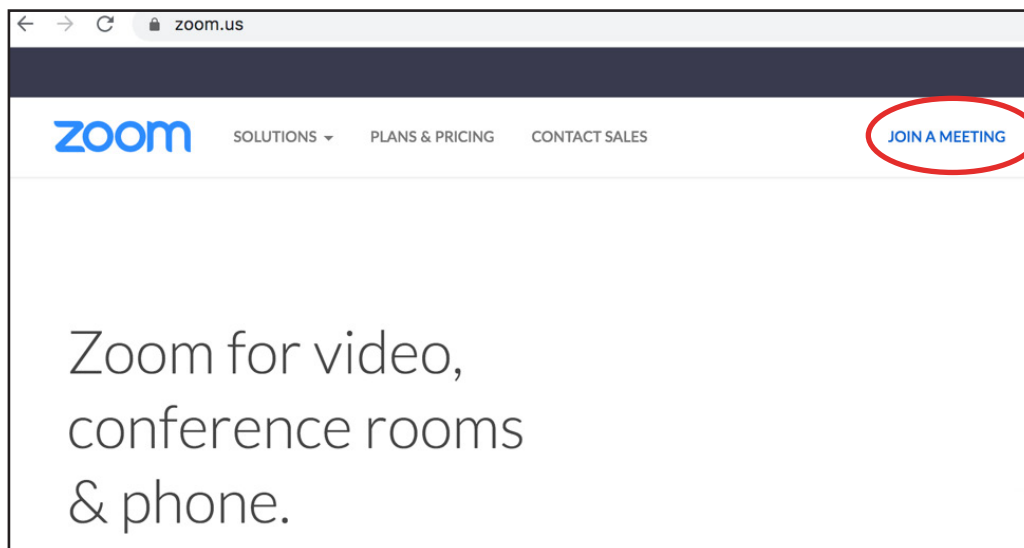 zoom.us
zoom SOLUTIONS PLANS & PRICING CONTACT SALES JOIN A MEETING
Zoom for video,
conference rooms
& phone.